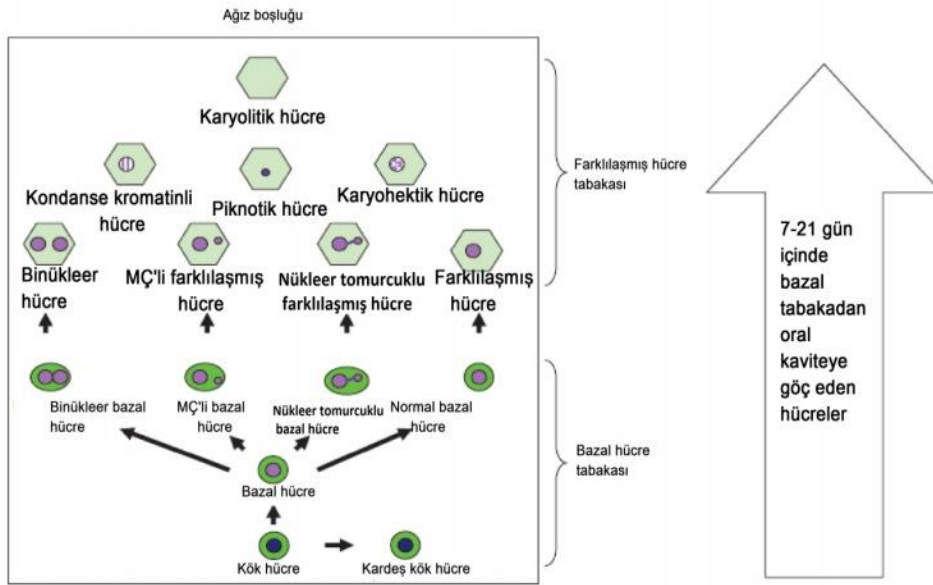 Ağız boşluğu
Karyolitik hücre
Kondanse kromatinli
hücre
Piknotik hücre
Karyohektik hücre
Binükleer
hücre
MÇ'li farklılaşmış
hücre
Nükleer tomurcuklu
farklılaşmış hücre
Farklılaşmış
hücre
Binükleer bazal
hücre
MÇ'li bazal
hücre
Nükleer tomurcuklu
bazal hücre
Normal bazal
hücre
Bazal hücre
Kök hücre
Kardeş kök hücre
Farklılaşmış hücre
tabakası
Bazal hücre
tabakası
7-21 gün
içinde
bazal
tabakadan
oral
kaviteye
göç eden
hücreler